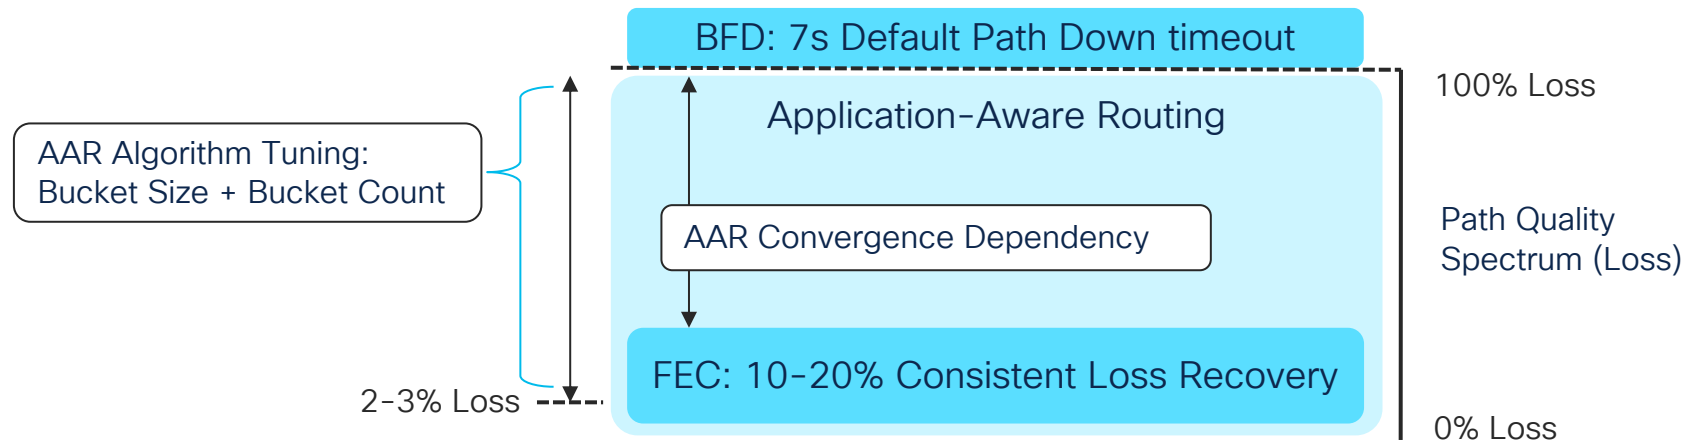 BFD: 7s Default Path Down timeout
100% Loss
Application-Aware Routing
AAR Algorithm Tuning:
Bucket Size + Bucket Count
AAR Convergence Dependency
Path Quality
Spectrum (Loss)
FEC: 10-20% Consistent Loss Recovery
2-3% Loss
0% Loss